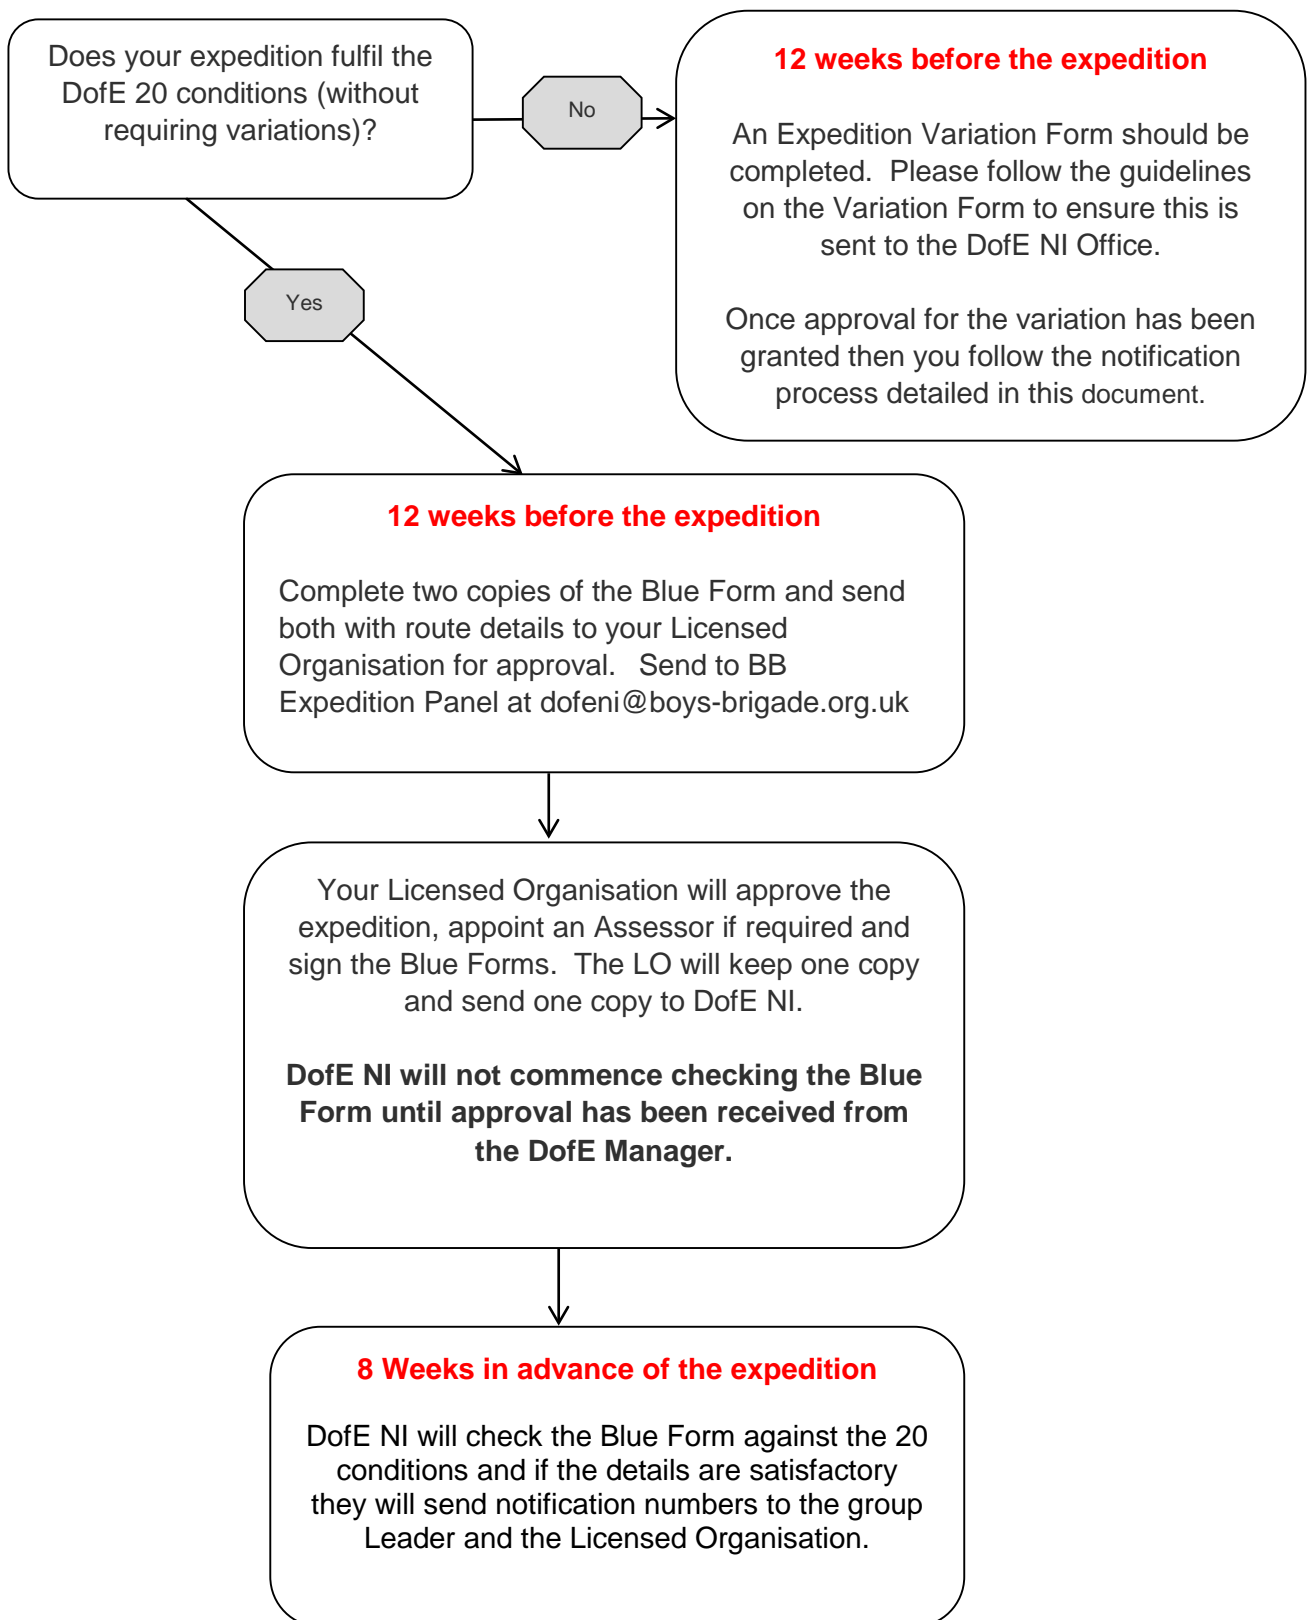 Does your expedition fulfil the
DofE 20 conditions (without
requiring variations)?
No
12 weeks before the expedition
An Expedition Variation Form should be
completed.  Please follow the guidelines
on the Variation Form to ensure this is
sent to the DofE NI Office.
Once approval for the variation has been
granted then you follow the notification
process detailed in this document.
Yes
12 weeks before the expedition
Complete two copies of the Blue Form and send
both with route details to your Licensed
Organisation for approval.   Send to BB
Expedition Panel at dofeni@boys-brigade.org.uk
Your Licensed Organisation will approve the
expedition, appoint an Assessor if required and
sign the Blue Forms.  The LO will keep one copy
and send one copy to DofE NI.
DofE NI will not commence checking the Blue
Form until approval has been received from
the DofE Manager.
8 Weeks in advance of the expedition
DofE NI will check the Blue Form against the 20
conditions and if the details are satisfactory
they will send notification numbers to the group
Leader and the Licensed Organisation.